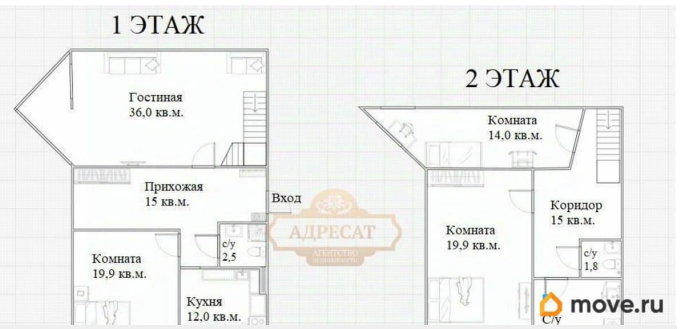 1 ЭТАЖ
Гостиная
36,0 кв.м.
Прихожая
15 кв.м.
Вход
Комната
19,9 кв.м.
с/у
2,5
Кухня
12,0 кв.м.
2 ЭТАЖ
Комната
14,0 кв.м.
Комната
19,9 кв.м.
Коридор
15 кв.м.
с/у
1,8
С/у
АДРЕСАТ
АГЕНТСТВО
НЕДВИЖИМОСТИ
move.ru